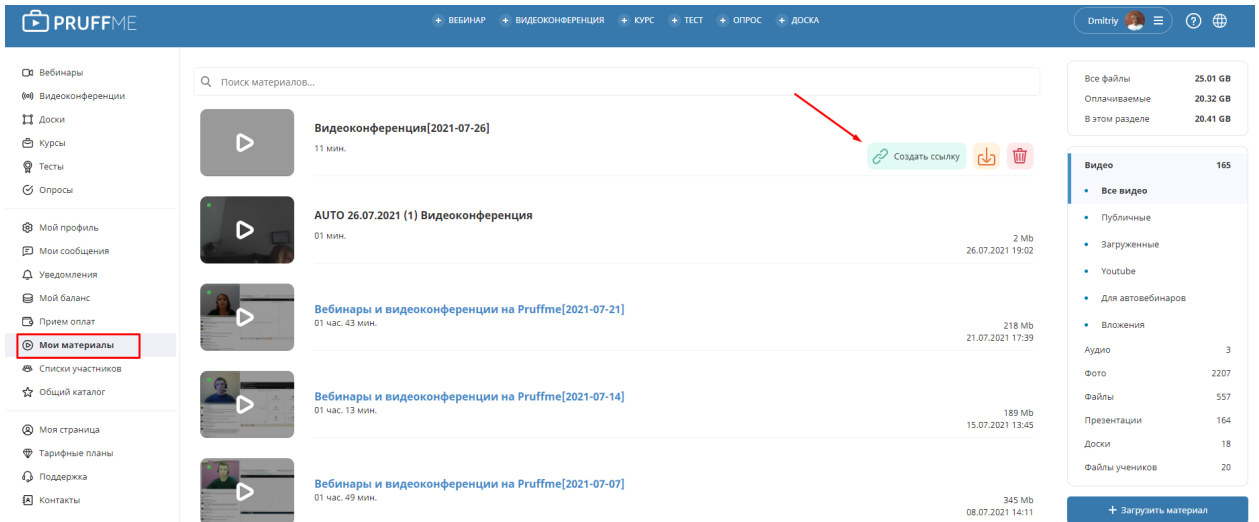 PRUFFME
+ ВЕБИНАР + ВИДЕОКОНФЕРЕНЦИЯ + КУРС + ТЕСТ + ОПРОС + ДОСКА
Dmitriy
Вебинары
Видеоконференции
Доски
Курсы
Тесты
Опросы
Мой профиль
Мои сообщения
Уведомления
Мой баланс
Прием оплат
Мои материалы
Списки участников
Общий каталог
Моя страница
Тарифные планы
Поддержка
Контакты
Поиск материалов...
Видеоконференция[2021-07-26]
11 мин.
Создать ссылку
AUTO 26.07.2021 (1) Видеоконференция
01 мин.
2 Mb
26.07.2021 19:02
Вебинары и видеоконференции на Pruffme[2021-07-21]
01 час. 43 мин.
218 Mb
21.07.2021 17:39
Вебинары и видеоконференции на Pruffme[2021-07-14]
01 час. 13 мин.
189 Mb
15.07.2021 13:45
Вебинары и видеоконференции на Pruffme[2021-07-07]
01 час. 49 мин.
345 Mb
08.07.2021 14:11
Все файлы 25.01 GB
Оплачиваемые 20.32 GB
В этом разделе 20.41 GB
Видео 165
Все видео
Публичные
Загруженные
Youtube
Для автовебинаров
Вложения
Аудио 3
Фото 2207
Файлы 557
Презентации 164
Доски 18
Файлы учеников 20
+ Загрузить материал